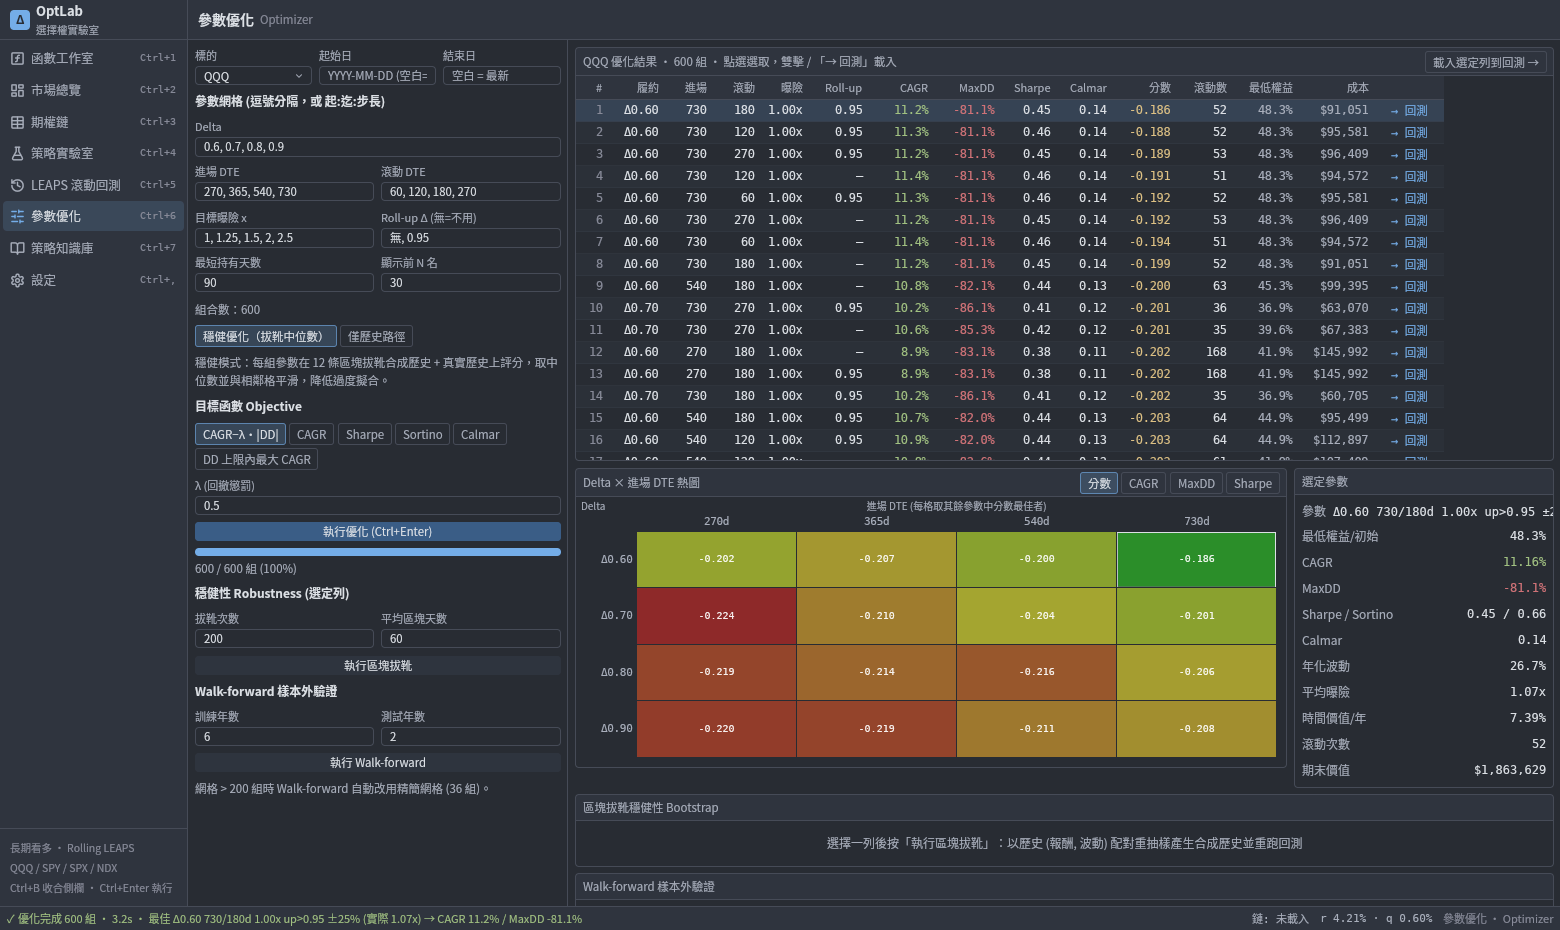 Δ OptLab
選擇權實驗室
函數工作室 Ctrl+1
市場總覽 Ctrl+2
期權鏈 Ctrl+3
策略實驗室 Ctrl+4
LEAPS 滾動回測 Ctrl+5
參數優化 Ctrl+6
策略知識庫 Ctrl+7
設定 Ctrl+,
長期看多 · Rolling LEAPS
QQQ / SPY / SPX / NDX
Ctrl+B 收合側欄 · Ctrl+Enter 執行
參數優化 Optimizer
標的 起始日 結束日
QQQ YYYY-MM-DD (空白= 空白 = 最新
參數網格 (逗號分隔，或 起:迄:步長)
Delta
0.6, 0.7, 0.8, 0.9
進場 DTE 滾動 DTE
270, 365, 540, 730 60, 120, 180, 270
目標曝險 x Roll-up Δ (無=不用)
1, 1.25, 1.5, 2, 2.5 無, 0.95
最短持有天數 顯示前 N 名
90 30
組合數：600
穩健優化（拔靴中位數） 僅歷史路徑
穩健模式：每組參數在 12 條區塊拔靴合成歷史 + 真實歷史上評分，取中
位數並與相鄰格平滑，降低過度擬合。
目標函數 Objective
CAGR−λ·|DD| CAGR Sharpe Sortino Calmar
DD 上限內最大 CAGR
λ (回撤懲罰)
0.5
執行優化 (Ctrl+Enter)
600 / 600 組 (100%)
穩健性 Robustness (選定列)
拔靴次數 平均區塊天數
200 60
執行區塊拔靴
Walk-forward 樣本外驗證
訓練年數 測試年數
6 2
執行 Walk-forward
網格 > 200 組時 Walk-forward 自動改用精簡網格 (36 組)。
QQQ 優化結果 · 600 組 · 點選選取，雙擊 / 「→ 回測」載入 載入選定列到回測 →
# 履約 進場 滾動 曝險 Roll-up CAGR MaxDD Sharpe Calmar 分數 滾動數 最低權益 成本
1 Δ0.60 730 180 1.00x 0.95 11.2% -81.1% 0.45 0.14 -0.186 52 48.3% $91,051 → 回測
2 Δ0.60 730 120 1.00x 0.95 11.3% -81.1% 0.46 0.14 -0.188 52 48.3% $95,581 → 回測
3 Δ0.60 730 270 1.00x 0.95 11.2% -81.1% 0.45 0.14 -0.189 53 48.3% $96,409 → 回測
4 Δ0.60 730 120 1.00x — 11.4% -81.1% 0.46 0.14 -0.191 51 48.3% $94,572 → 回測
5 Δ0.60 730 60 1.00x 0.95 11.3% -81.1% 0.46 0.14 -0.192 52 48.3% $95,581 → 回測
6 Δ0.60 730 270 1.00x — 11.2% -81.1% 0.45 0.14 -0.192 53 48.3% $96,409 → 回測
7 Δ0.60 730 60 1.00x — 11.4% -81.1% 0.46 0.14 -0.194 51 48.3% $94,572 → 回測
8 Δ0.60 730 180 1.00x — 11.2% -81.1% 0.45 0.14 -0.199 52 48.3% $91,051 → 回測
9 Δ0.60 540 180 1.00x — 10.8% -82.1% 0.44 0.13 -0.200 63 45.3% $99,395 → 回測
10 Δ0.70 730 270 1.00x 0.95 10.2% -86.1% 0.41 0.12 -0.201 36 36.9% $63,070 → 回測
11 Δ0.70 730 270 1.00x — 10.6% -85.3% 0.42 0.12 -0.201 35 39.6% $67,383 → 回測
12 Δ0.60 270 180 1.00x — 8.9% -83.1% 0.38 0.11 -0.202 168 41.9% $145,992 → 回測
13 Δ0.60 270 180 1.00x 0.95 8.9% -83.1% 0.38 0.11 -0.202 168 41.9% $145,992 → 回測
14 Δ0.70 730 180 1.00x 0.95 10.2% -86.1% 0.41 0.12 -0.202 35 36.9% $60,705 → 回測
15 Δ0.60 540 180 1.00x 0.95 10.7% -82.0% 0.44 0.13 -0.203 64 44.9% $95,499 → 回測
16 Δ0.60 540 120 1.00x 0.95 10.9% -82.0% 0.44 0.13 -0.203 64 44.9% $112,897 → 回測
Delta × 進場 DTE 熱圖 分數 CAGR MaxDD Sharpe
Delta 進場 DTE (每格取其餘參數中分數最佳者)
270d 365d 540d 730d
Δ0.60 -0.202 -0.207 -0.200 -0.186
Δ0.70 -0.224 -0.210 -0.204 -0.201
Δ0.80 -0.219 -0.214 -0.216 -0.206
Δ0.90 -0.220 -0.219 -0.211 -0.208
選定參數
參數 Δ0.60 730/180d 1.00x up>0.95 ±2
最低權益/初始 48.3%
CAGR 11.16%
MaxDD -81.1%
Sharpe / Sortino 0.45 / 0.66
Calmar 0.14
年化波動 26.7%
平均曝險 1.07x
時間價值/年 7.39%
滾動次數 52
期末價值 $1,863,629
區塊拔靴穩健性 Bootstrap
選擇一列後按「執行區塊拔靴」：以歷史 (報酬, 波動) 配對重抽樣產生合成歷史並重跑回測
Walk-forward 樣本外驗證
✓ 優化完成 600 組 · 3.2s · 最佳 Δ0.60 730/180d 1.00x up>0.95 ±25% (實際 1.07x) → CAGR 11.2% / MaxDD -81.1%
鏈: 未載入 r 4.21% · q 0.60% 參數優化 · Optimizer